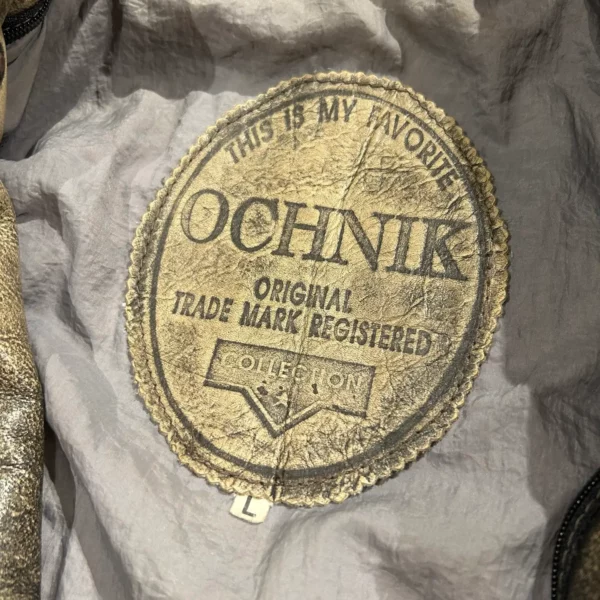 THIS IS MY FAVORITE
OCHNIK
ORIGINAL
TRADE MARK REGISTERED
COLLECTION
L